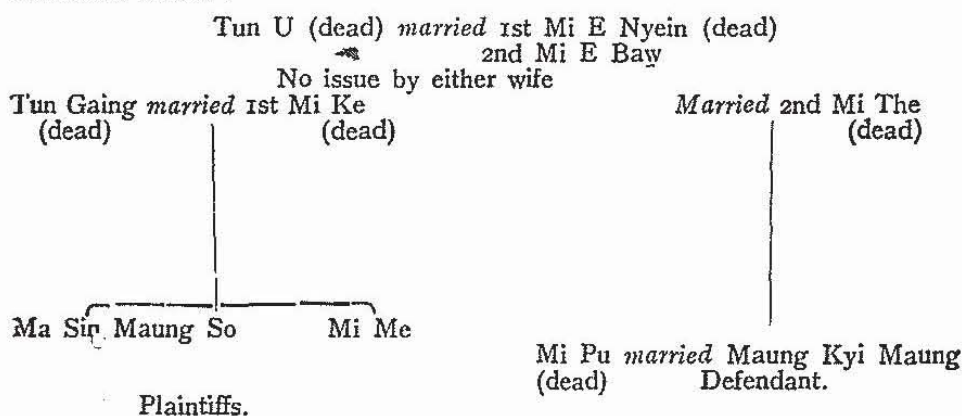 Tun U (dead) married 1st Mi E Nyein (dead)
2nd Mi E Baw
No issue by either wife
Tun Gaing married 1st Mi Ke Married 2nd Mi The
(dead) (dead) (dead)
Ma Sin Maung So Mi Me
Mi Pu married Maung Kyi Maung
(dead) Defendant.
Plaintiffs.